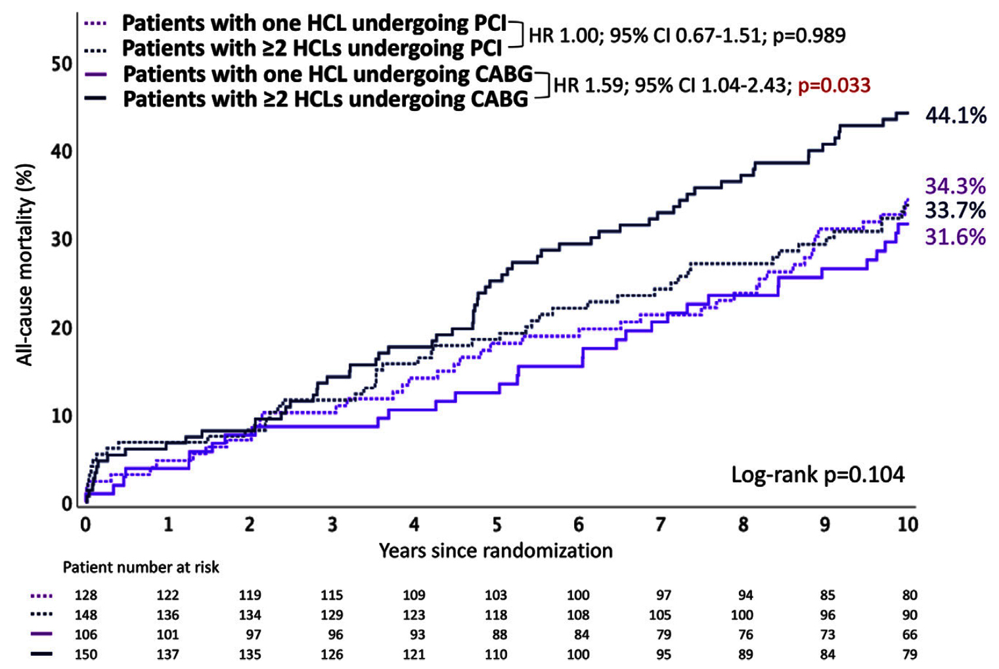 Patients with one HCL undergoing PCI
HR 1.00; 95% CI 0.67-1.51; p=0.989
Patients with ≥2 HCLs undergoing PCI
Patients with one HCL undergoing CABG
HR 1.59; 95% CI 1.04-2.43; p=0.033
Patients with ≥2 HCLs undergoing CABG
All-cause mortality (%)
50
40
30
20
10
0
44.1%
34.3%
33.7%
31.6%
Log-rank p=0.104
0 1 2 3 4 5 6 7 8 9 10
Years since randomization
Patient number at risk
128 122 119 115 109 103 100 97 94 85 80
148 136 134 129 123 118 108 105 100 96 90
106 101 97 96 93 88 84 79 76 73 66
150 137 135 126 121 110 100 95 89 84 79